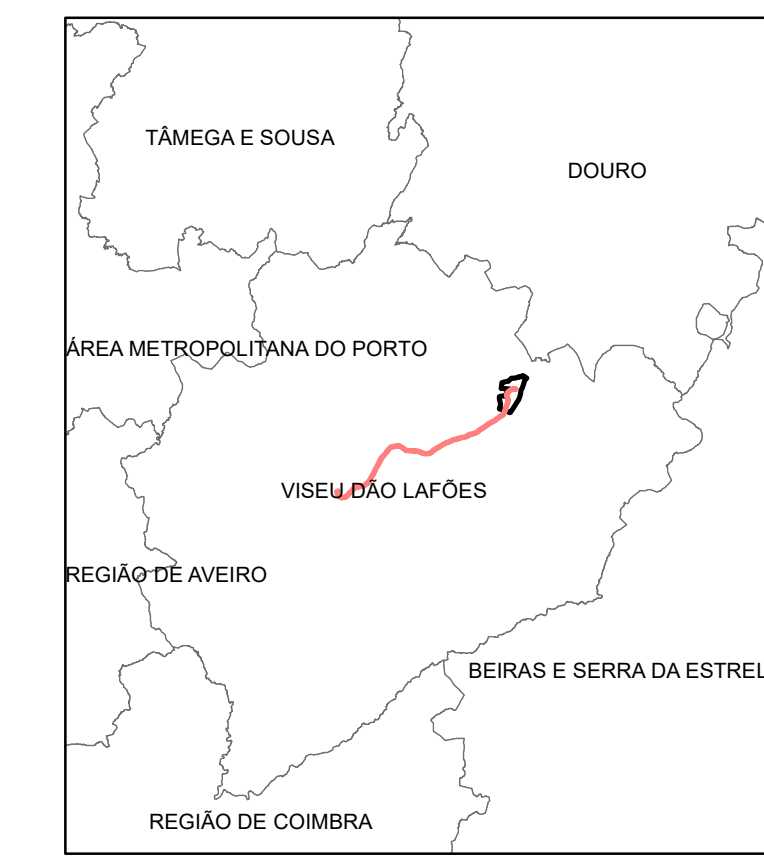 TÂMEGA E SOUSA
DOURO
ÁREA METROPOLITANA DO PORTO
VISEU DÃO LAFÕES
REGIÃO DE AVEIRO
BEIRAS E SERRA DA ESTREL
REGIÃO DE COIMBRA